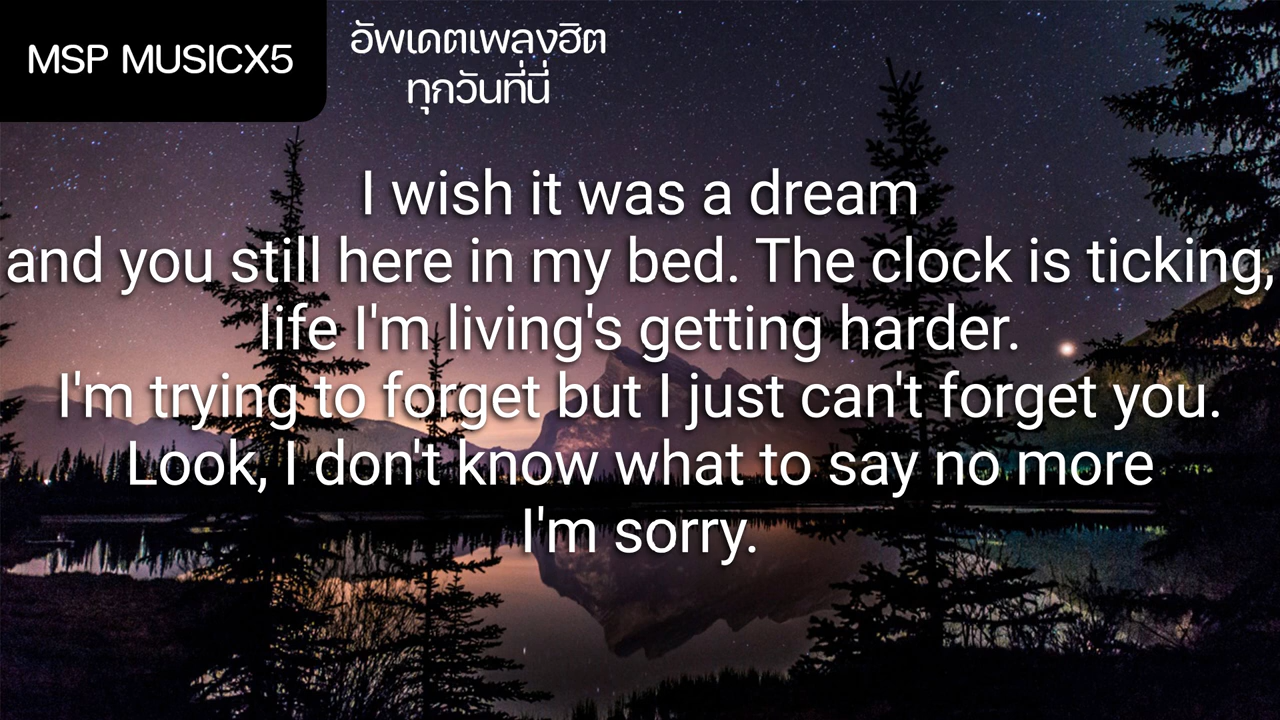 MSP MUSICX5
อัพเดตเพลงฮิต
ทุกวันที่นี่
I wish it was a dream
and you still here in my bed. The clock is ticking,
life I'm living's getting harder.
I'm trying to forget but I just can't forget you.
Look, I don't know what to say no more
I'm sorry.